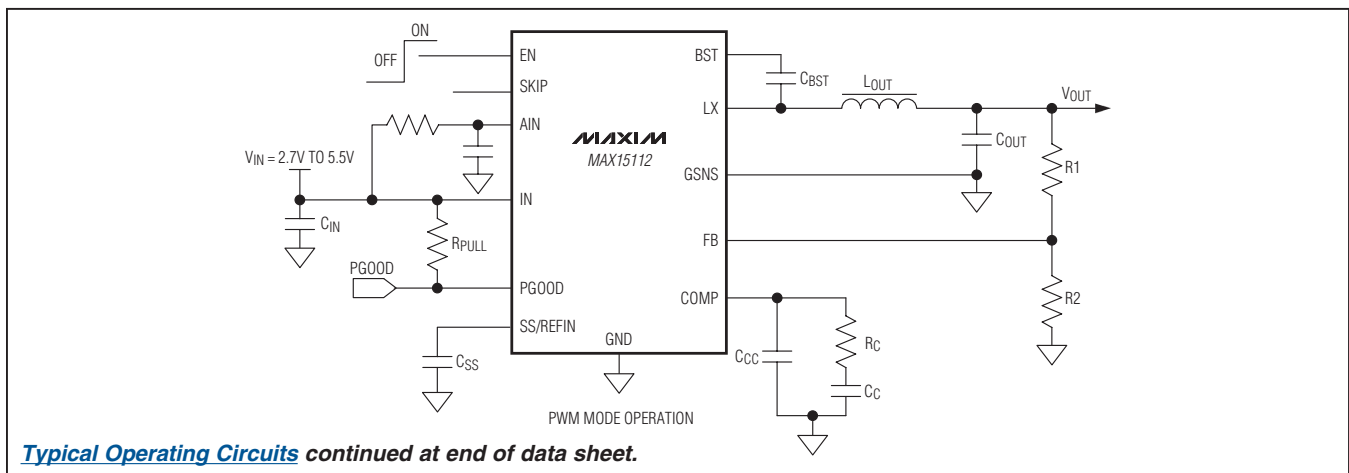 ON
OFF
EN
SKIP
AIN
VIN = 2.7V TO 5.5V
IN
CIN
RPULL
PGOOD
PGOOD
SS/REFIN
CSS
GND
MAXIM
MAX15112
BST
CBST
LX
LOUT
VOUT
COUT
GSNS
R1
FB
R2
COMP
CCC
RC
CC
PWM MODE OPERATION
Typical Operating Circuits continued at end of data sheet.